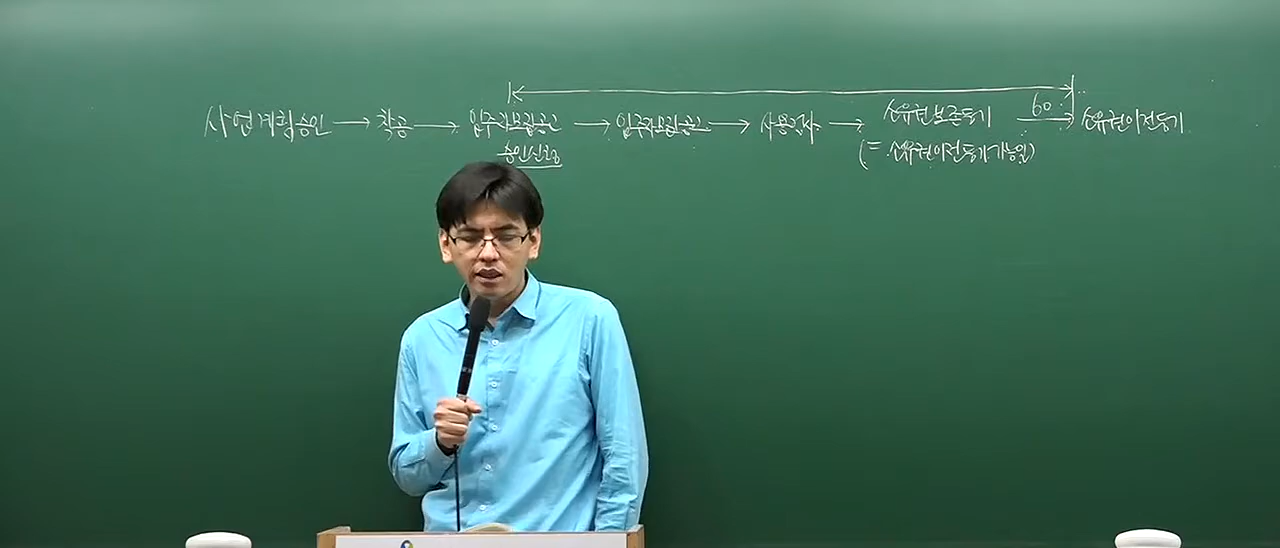 사업계획승인 → 착공 → 입주자모집공고 → 입주자모집공고 → 사용검사 → 소유권보존등기 60 → 소유권이전등기
승인신청 (= 소유권이전등기가능일)